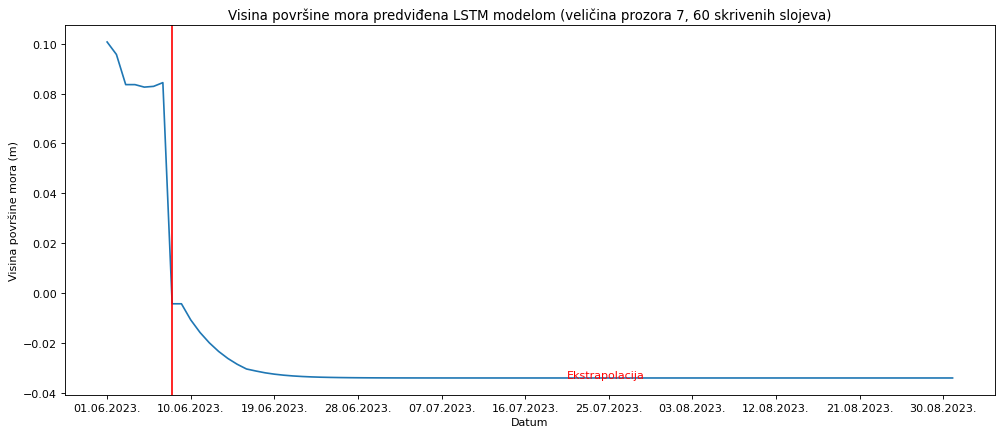 Visina površine mora predviđena LSTM modelom (veličina prozora 7, 60 skrivenih slojeva)
Visina površine mora (m)
0.10
0.08
0.06
0.04
0.02
0.00
−0.02
−0.04
Ekstrapolacija
01.06.2023. 10.06.2023. 19.06.2023. 28.06.2023. 07.07.2023. 16.07.2023. 25.07.2023. 03.08.2023. 12.08.2023. 21.08.2023. 30.08.2023.
Datum